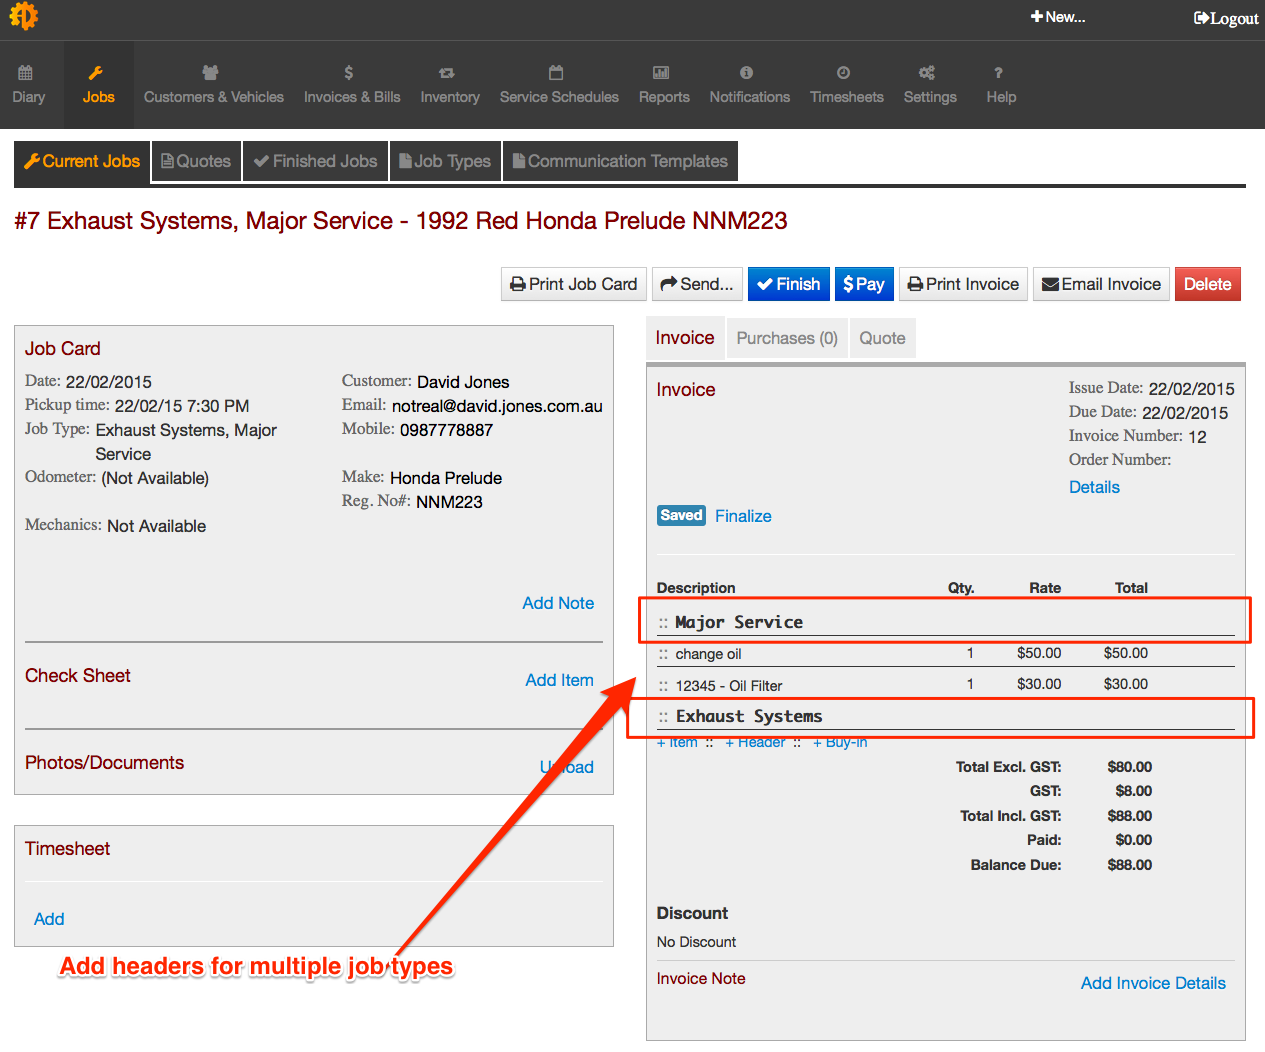 New...
Logout
Diary
Jobs
Customers & Vehicles
Invoices & Bills
Inventory
Service Schedules
Reports
Notifications
Timesheets
Settings
Help
Current Jobs
Quotes
Finished Jobs
Job Types
Communication Templates
#7 Exhaust Systems, Major Service - 1992 Red Honda Prelude NNM223
Print Job Card
Send...
Finish
$ Pay
Print Invoice
Email Invoice
Delete
Job Card
Date: 22/02/2015
Pickup time: 22/02/15 7:30 PM
Job Type: Exhaust Systems, Major
Service
Odometer: (Not Available)
Mechanics: Not Available
Customer: David Jones
Email: notreal@david.jones.com.au
Mobile: 0987778887
Make: Honda Prelude
Reg. No#: NNM223
Add Note
Check Sheet
Add Item
Photos/Documents
Upload
Timesheet
Add
Add headers for multiple job types
Invoice
Purchases (0)
Quote
Invoice
Issue Date: 22/02/2015
Due Date: 22/02/2015
Invoice Number: 12
Order Number:
Details
Saved Finalize
Description Qty. Rate Total
:: Major Service
:: change oil 1 $50.00 $50.00
:: 12345 - Oil Filter 1 $30.00 $30.00
:: Exhaust Systems
+ Item :: + Header :: + Buy-in
Total Excl. GST: $80.00
GST: $8.00
Total Incl. GST: $88.00
Paid: $0.00
Balance Due: $88.00
Discount
No Discount
Invoice Note
Add Invoice Details